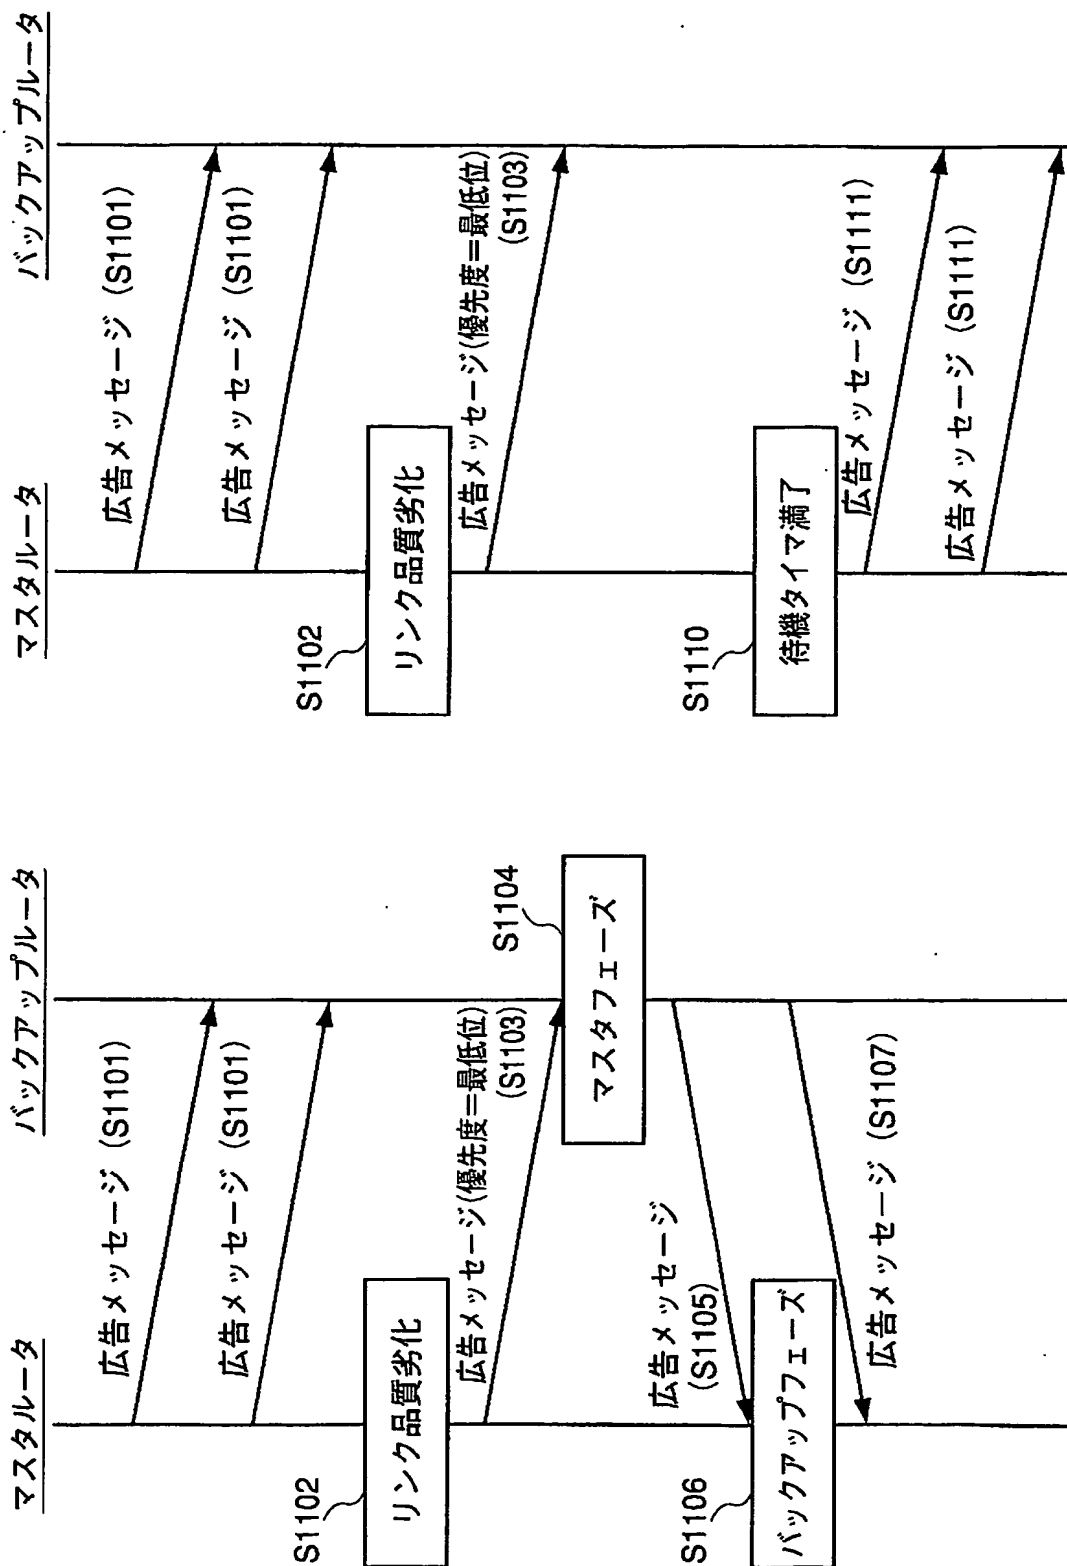 マスタルータ
バックアップルータ
広告メッセージ (S1101)
広告メッセージ (S1101)
S1102
リンク品質劣化
広告メッセージ(優先度=最低位)
(S1103)
S1104
マスタフェーズ
広告メッセージ
(S1105)
S1106
バックアップフェーズ
広告メッセージ (S1107)
マスタルータ
バックアップルータ
広告メッセージ (S1101)
広告メッセージ (S1101)
S1102
リンク品質劣化
広告メッセージ(優先度=最低位)
(S1103)
S1110
待機タイマ満了
広告メッセージ (S1111)
広告メッセージ (S1111)